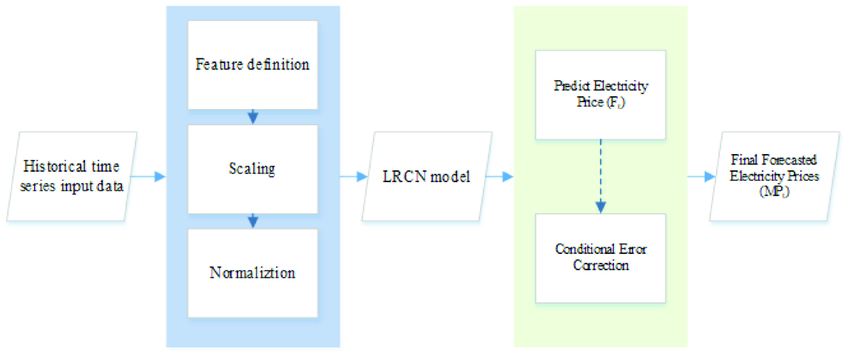 Historical time
series input data
Feature definition
Scaling
Normaliztion
LRCN model
Predict Electricity
Price (Fₜ)
Conditional Error
Correction
Final Forecasted
Electricity Prices
(MP̂ₜ)